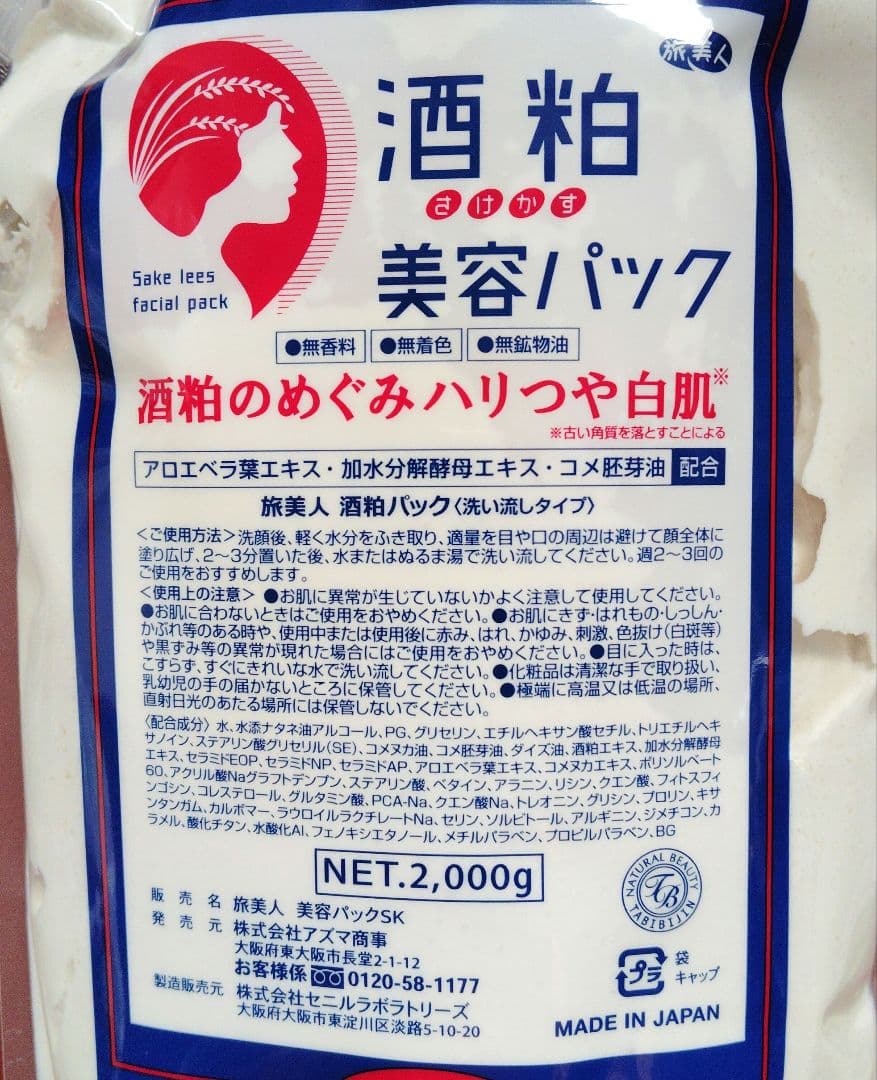 旅美人
酒粕
さけかす
美容パック
Sake lees
facial pack
●無香料 ●無着色 ●無鉱物油
酒粕のめぐみハリつや白肌※
※古い角質を落とすことによる
アロエベラ葉エキス・加水分解酵母エキス・コメ胚芽油 配合
旅美人 酒粕パック〈洗い流しタイプ〉
<ご使用方法>洗顔後、軽く水分をふき取り、適量を目や口の周辺は避けて顔全体に
塗り広げ、2~3分置いた後、水またはぬるま湯で洗い流してください。週2~3回の
ご使用をおすすめします。
<使用上の注意> ●お肌に異常が生じていないかよく注意して使用してください。
●お肌に合わないときはご使用をおやめください。●お肌にきず・はれもの・しっしん・
かぶれ等のある時や、使用中または使用後に赤み、はれ、かゆみ、刺激、色抜け(白斑等)
や黒ずみ等の異常が現れた場合にはご使用をおやめください。●目に入った時は、
こすらず、すぐにきれいな水で洗い流してください。●化粧品は清潔な手で取り扱い、
乳幼児の手の届かないところに保管してください。●極端に高温又は低温の場所、
直射日光のあたる場所には保管しないでください。
〈配合成分〉水、水添ナタネ油アルコール、PG、グリセリン、エチルヘキサン酸セチル、トリエチルヘキ
サノイン、ステアリン酸グリセリル(SE)、コメヌカ油、コメ胚芽油、ダイズ油、酒粕エキス、加水分解酵母
エキス、セラミドEOP、セラミドNP、セラミドAP、アロエベラ葉エキス、コメヌカエキス、ポリソルベート
60、アクリル酸Naグラフトデンプン、ステアリン酸、ベタイン、アラニン、リシン、クエン酸、フィトスフィ
ンゴシン、コレステロール、グルタミン酸、PCA-Na、クエン酸Na、トレオニン、グリシン、プロリン、キサ
ンタンガム、カルボマー、ラウロイルラクチレートNa、セリン、ソルビトール、アルギニン、ジメチコン、カ
ラメル、酸化チタン、水酸化Al、フェノキシエタノール、メチルパラベン、プロピルパラベン、BG
NET.2,000g
販売名 旅美人 美容パックSK
発売元 株式会社アズマ商事
大阪府東大阪市長堂2-1-12
お客様係 0120-58-1177
製造販売元 株式会社セニルラボラトリーズ
大阪府大阪市東淀川区淡路5-10-20
NATURAL BEAUTY
TB
TABIBIJIN
プラ
袋
キャップ
MADE IN JAPAN